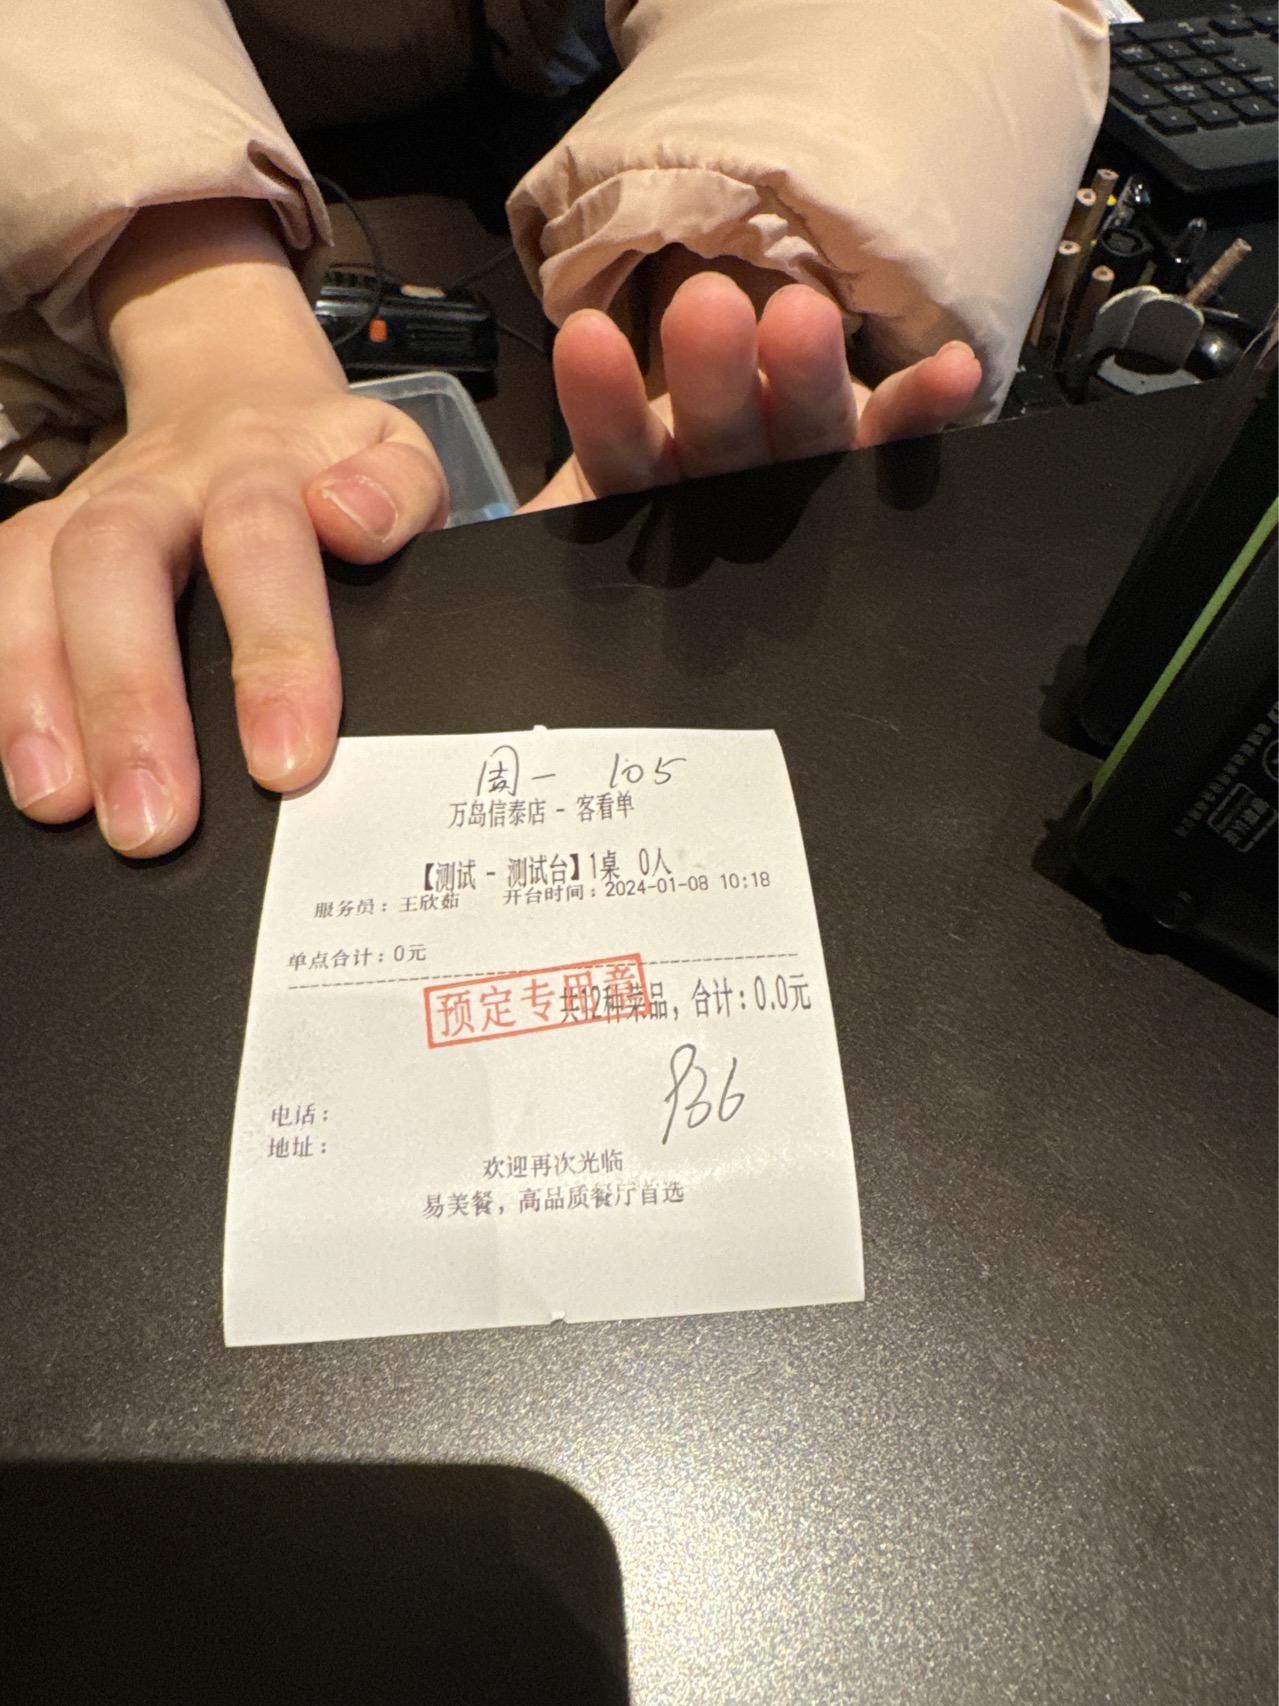 周一 105
万岛信泰店 - 客看单
【测试 - 测试台】1桌 0人
服务员：王欣茹 开台时间：2024-01-08 10:18
单点合计：0元
预定专用章
共12种菜品，合计：0.0元
电话：
地址：
欢迎再次光临
易美餐，高品质餐厅首选